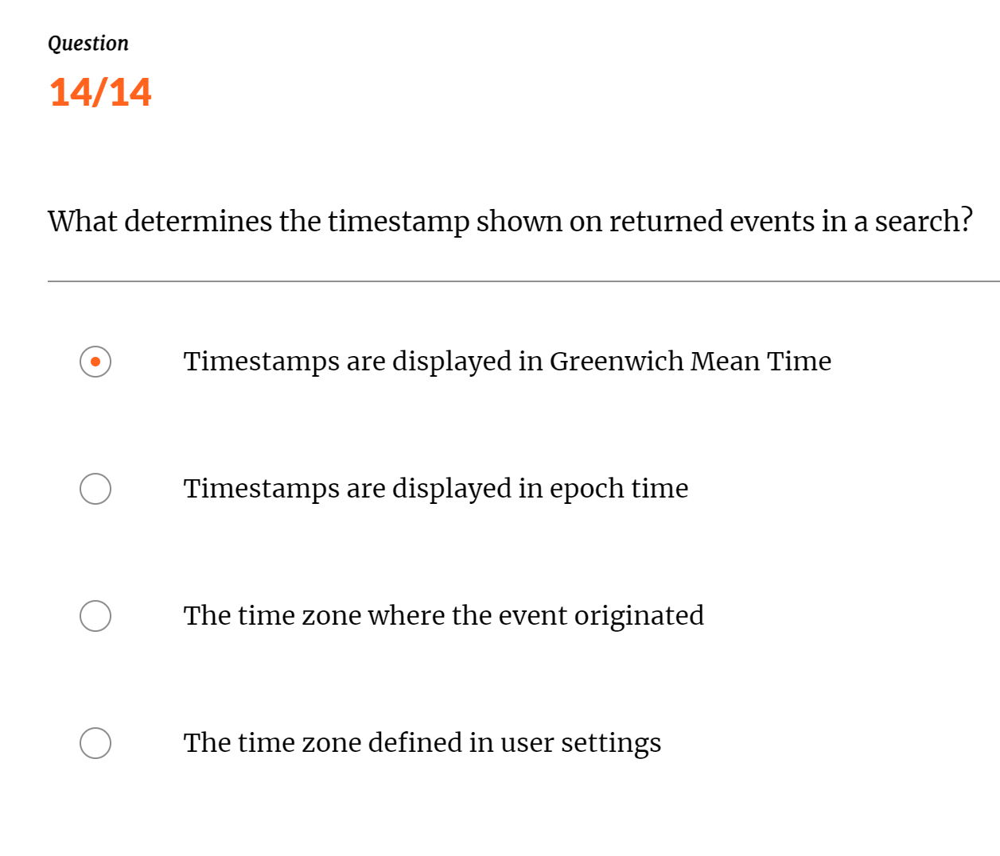 Question
14/14
What determines the timestamp shown on returned events in a search?
Timestamps are displayed in Greenwich Mean Time
Timestamps are displayed in epoch time
The time zone where the event originated
The time zone defined in user settings